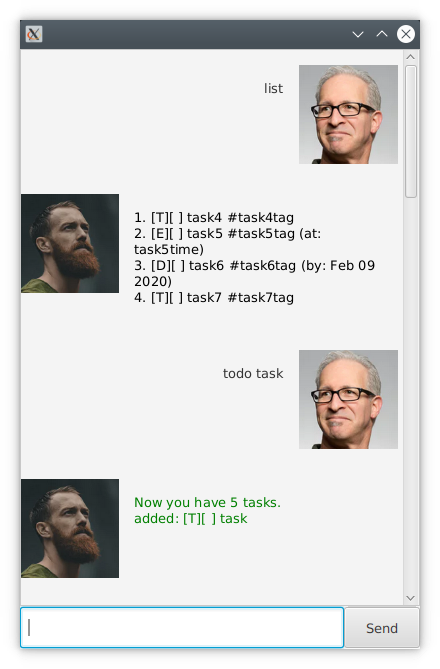 list
1. [T][ ] task4 #task4tag
2. [E][ ] task5 #task5tag (at:
task5time)
3. [D][ ] task6 #task6tag (by: Feb 09
2020)
4. [T][ ] task7 #task7tag
todo task
Now you have 5 tasks.
added: [T][ ] task
Send